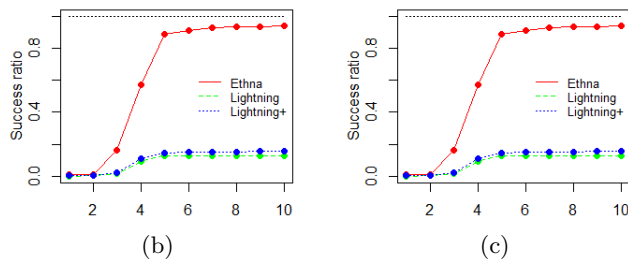 Success ratio
0.0 0.4 0.8
Ethna
Lightning
Lightning+
2 4 6 8 10
(b)
Success ratio
0.0 0.4 0.8
Ethna
Lightning
Lightning+
2 4 6 8 10
(c)